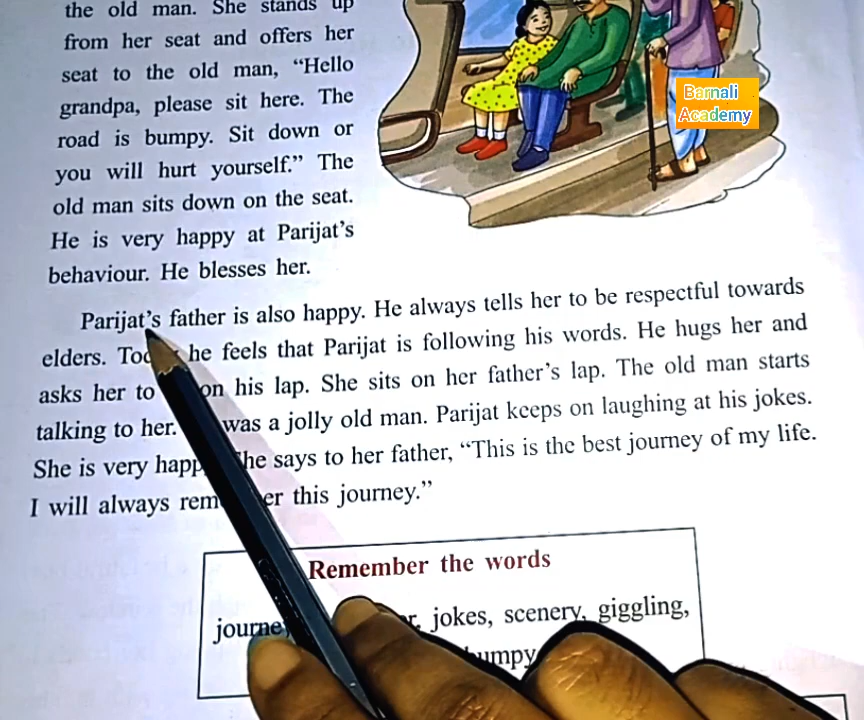 the old man. She stands up
from her seat and offers her
seat to the old man, “Hello
grandpa, please sit here. The
road is bumpy. Sit down or
you will hurt yourself.” The
old man sits down on the seat.
He is very happy at Parijat’s
behaviour. He blesses her.
Barnali
Academy
Parijat’s father is also happy. He always tells her to be respectful towards
elders. he feels that Parijat is following his words. He hugs her and
asks her to on his lap. She sits on her father’s lap. The old man starts
talking to her. was a jolly old man. Parijat keeps on laughing at his jokes.
She is very happy. She says to her father, “This is the best journey of my life.
I will always remember this journey.”
Remember the words
journey jokes, scenery, giggling,
bumpy